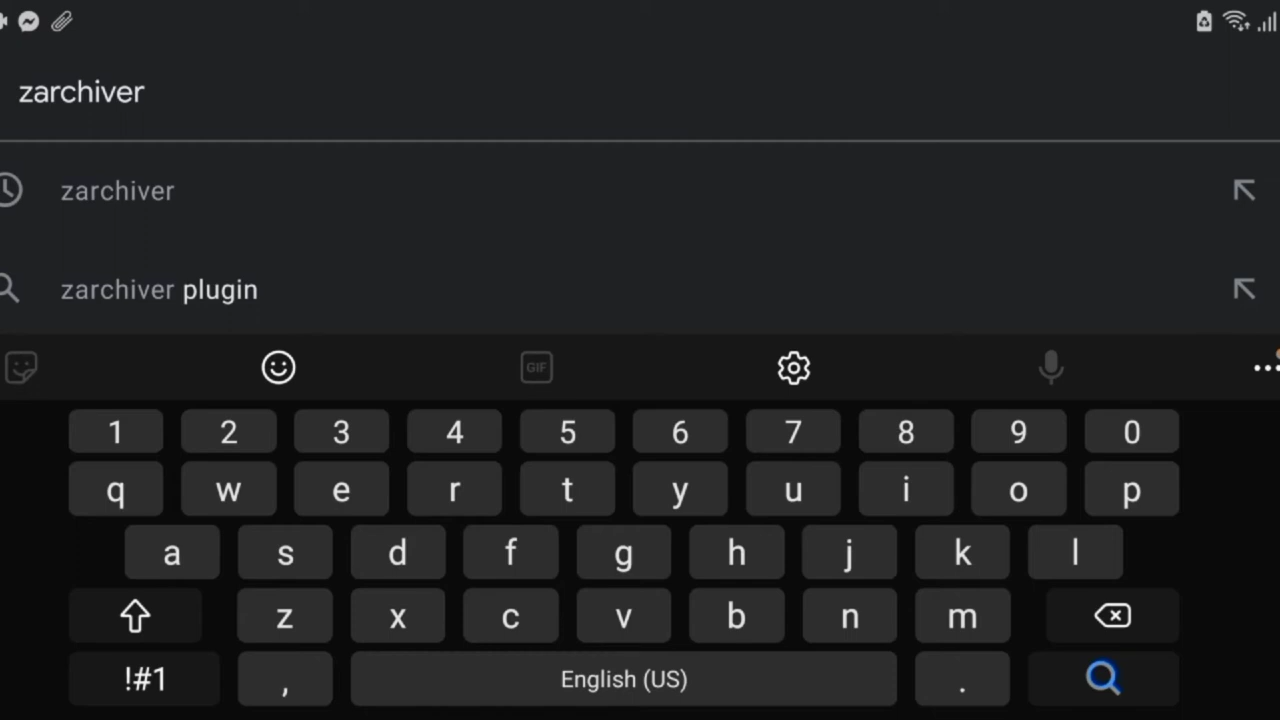 zarchiver
zarchiver
zarchiver plugin
GIF
1 2 3 4 5 6 7 8 9 0
q w e r t y u i o p
a s d f g h j k l
z x c v b n m
!#1 , English (US) .